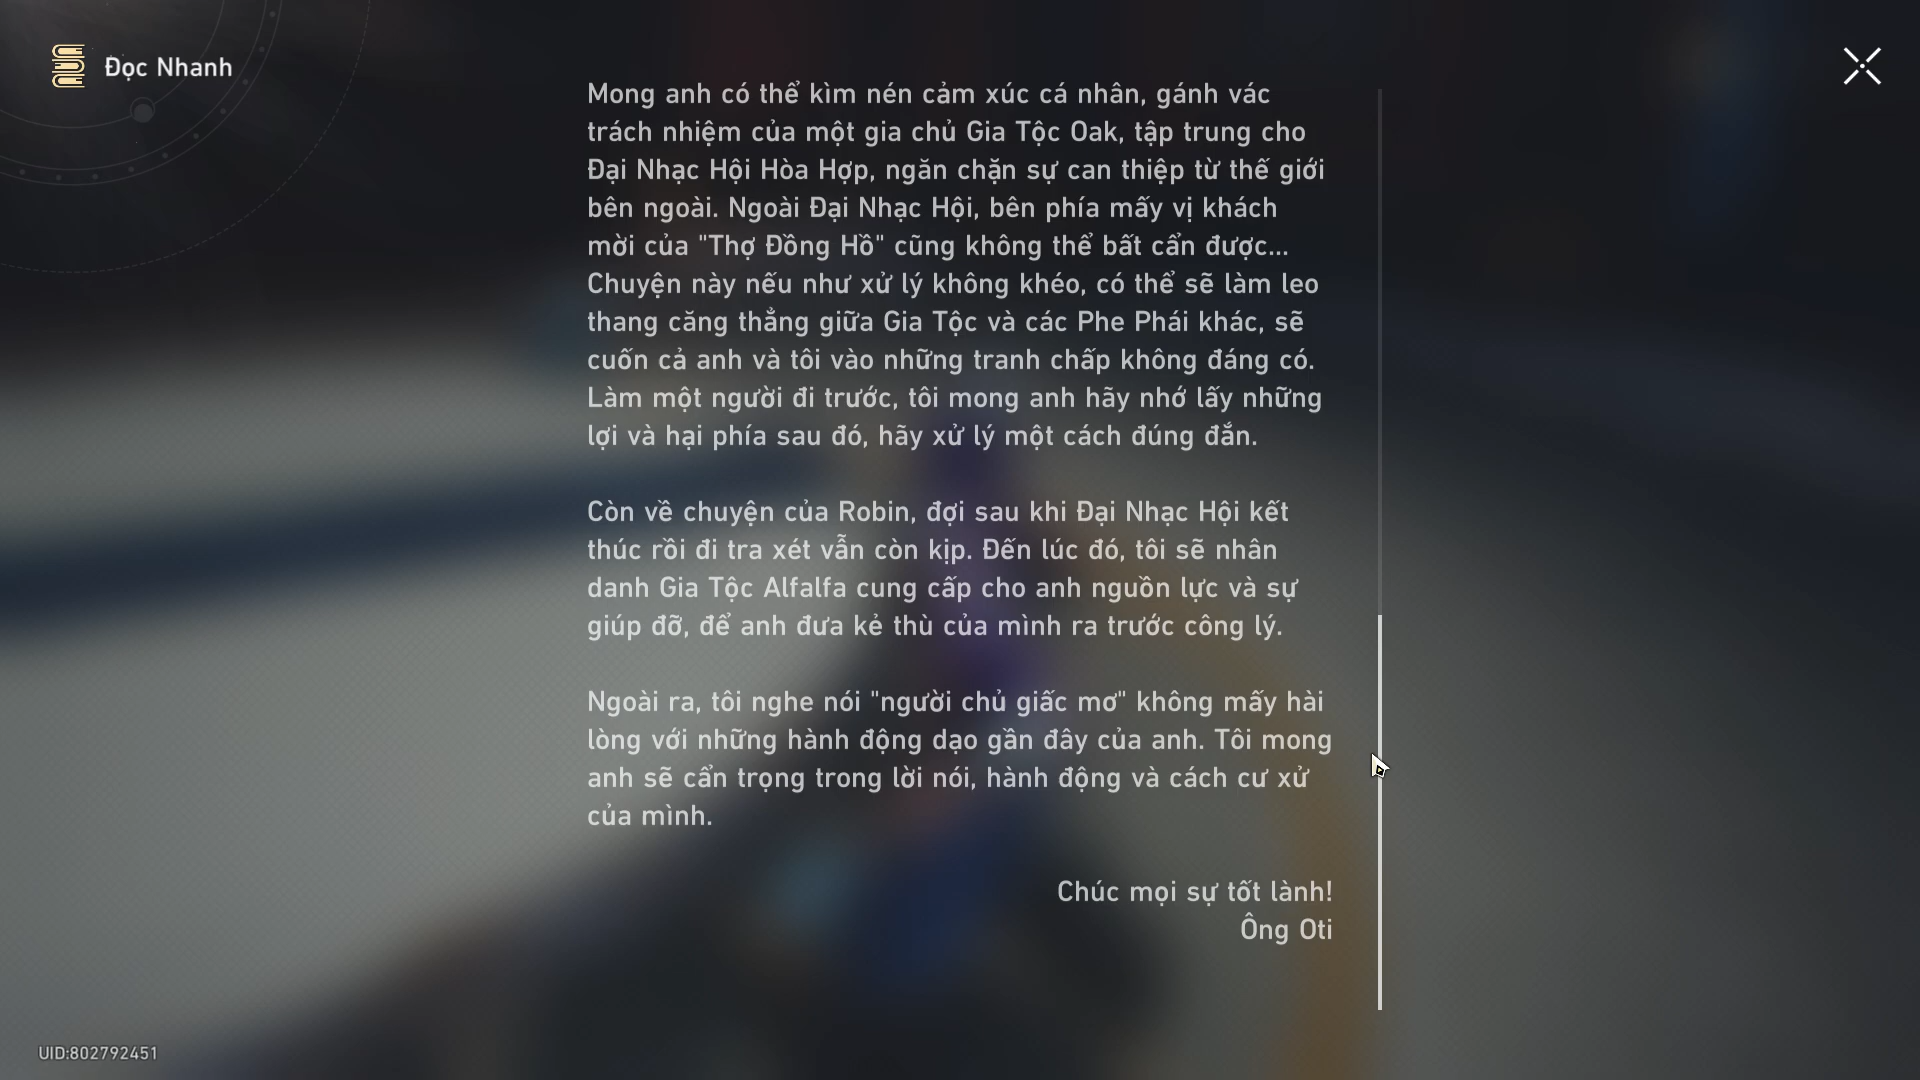 Đọc Nhanh
Mong anh có thể kìm nén cảm xúc cá nhân, gánh vác
trách nhiệm của một gia chủ Gia Tộc Oak, tập trung cho
Đại Nhạc Hội Hòa Hợp, ngăn chặn sự can thiệp từ thế giới
bên ngoài. Ngoài Đại Nhạc Hội, bên phía mấy vị khách
mời của "Thợ Đồng Hồ" cũng không thể bất cẩn được...
Chuyện này nếu như xử lý không khéo, có thể sẽ làm leo
thang căng thẳng giữa Gia Tộc và các Phe Phái khác, sẽ
cuốn cả anh và tôi vào những tranh chấp không đáng có.
Làm một người đi trước, tôi mong anh hãy nhớ lấy những
lợi và hại phía sau đó, hãy xử lý một cách đúng đắn.
Còn về chuyện của Robin, đợi sau khi Đại Nhạc Hội kết
thúc rồi đi tra xét vẫn còn kịp. Đến lúc đó, tôi sẽ nhân
danh Gia Tộc Alfalfa cung cấp cho anh nguồn lực và sự
giúp đỡ, để anh đưa kẻ thù của mình ra trước công lý.
Ngoài ra, tôi nghe nói "người chủ giấc mơ" không mấy hài
lòng với những hành động dạo gần đây của anh. Tôi mong
anh sẽ cẩn trọng trong lời nói, hành động và cách cư xử
của mình.
Chúc mọi sự tốt lành!
Ông Oti
UID:802792451